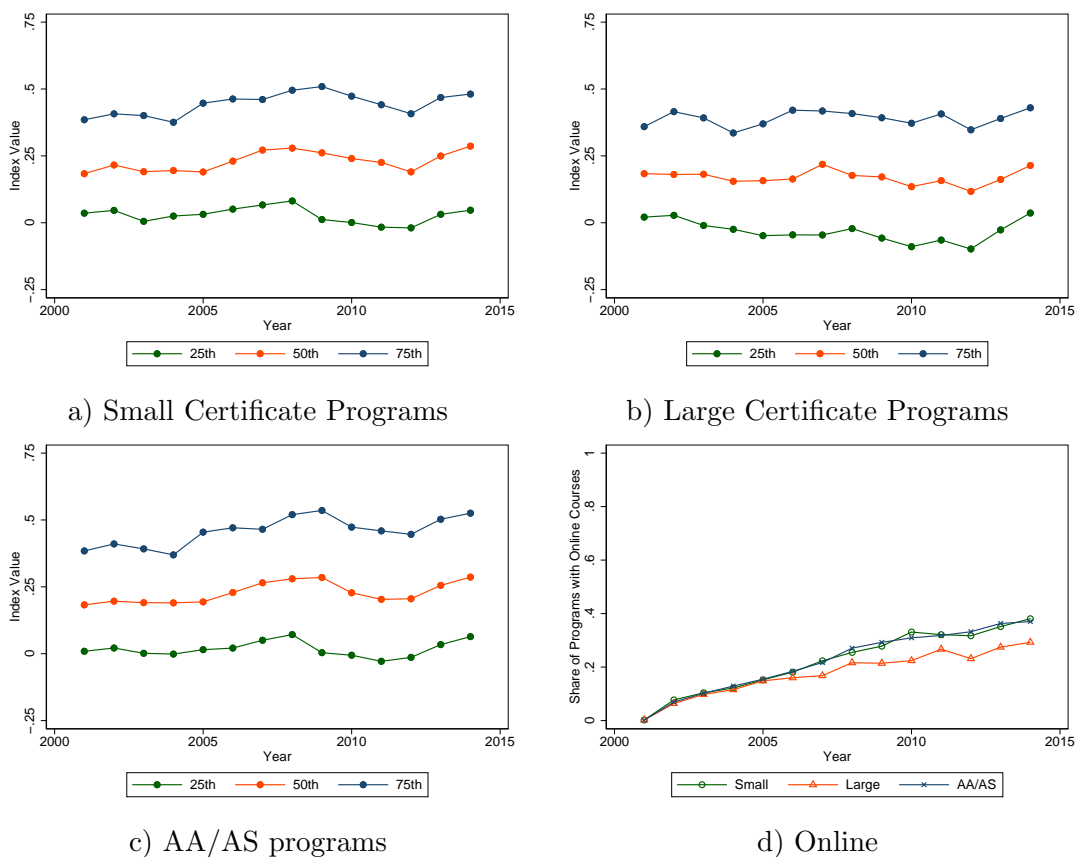 .75
.5
.25
0
-.25
Index Value
2000 2005 2010 2015
Year
25th 50th 75th
a) Small Certificate Programs
.75
.5
.25
0
-.25
Index Value
2000 2005 2010 2015
Year
25th 50th 75th
b) Large Certificate Programs
.75
.5
.25
0
-.25
Index Value
2000 2005 2010 2015
Year
25th 50th 75th
c) AA/AS programs
1
.8
.6
.4
.2
0
Share of Programs with Online Courses
2000 2005 2010 2015
Year
Small Large AA/AS
d) Online